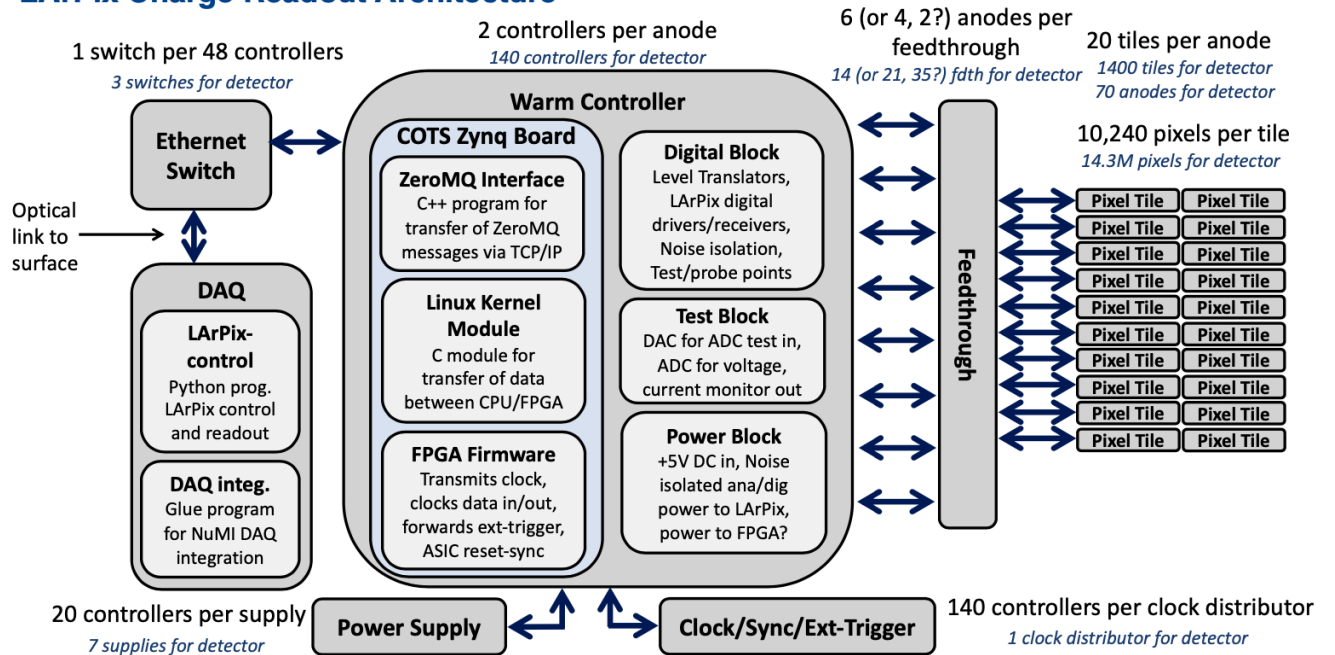 LArPix Charge Readout Architecture
1 switch per 48 controllers
3 switches for detector
2 controllers per anode
140 controllers for detector
6 (or 4, 2?) anodes per
feedthrough
14 (or 21, 35?) fdth for detector
20 tiles per anode
1400 tiles for detector
70 anodes for detector
10,240 pixels per tile
14.3M pixels for detector
Ethernet
Switch
Optical
link to
surface
DAQ
LArPix-
control
Python prog.
LArPix control
and readout
DAQ integ.
Glue program
for NuMI DAQ
integration
Warm Controller
COTS Zynq Board
ZeroMQ Interface
C++ program for
transfer of ZeroMQ
messages via TCP/IP
Linux Kernel
Module
C module for
transfer of data
between CPU/FPGA
FPGA Firmware
Transmits clock,
clocks data in/out,
forwards ext-trigger,
ASIC reset-sync
Digital Block
Level Translators,
LArPix digital
drivers/receivers,
Noise isolation,
Test/probe points
Test Block
DAC for ADC test in,
ADC for voltage,
current monitor out
Power Block
+5V DC in, Noise
isolated ana/dig
power to LArPix,
power to FPGA?
Feedthrough
Pixel Tile Pixel Tile
Pixel Tile Pixel Tile
Pixel Tile Pixel Tile
Pixel Tile Pixel Tile
Pixel Tile Pixel Tile
Pixel Tile Pixel Tile
Pixel Tile Pixel Tile
Pixel Tile Pixel Tile
Pixel Tile Pixel Tile
Pixel Tile Pixel Tile
20 controllers per supply
7 supplies for detector
Power Supply
Clock/Sync/Ext-Trigger
140 controllers per clock distributor
1 clock distributor for detector